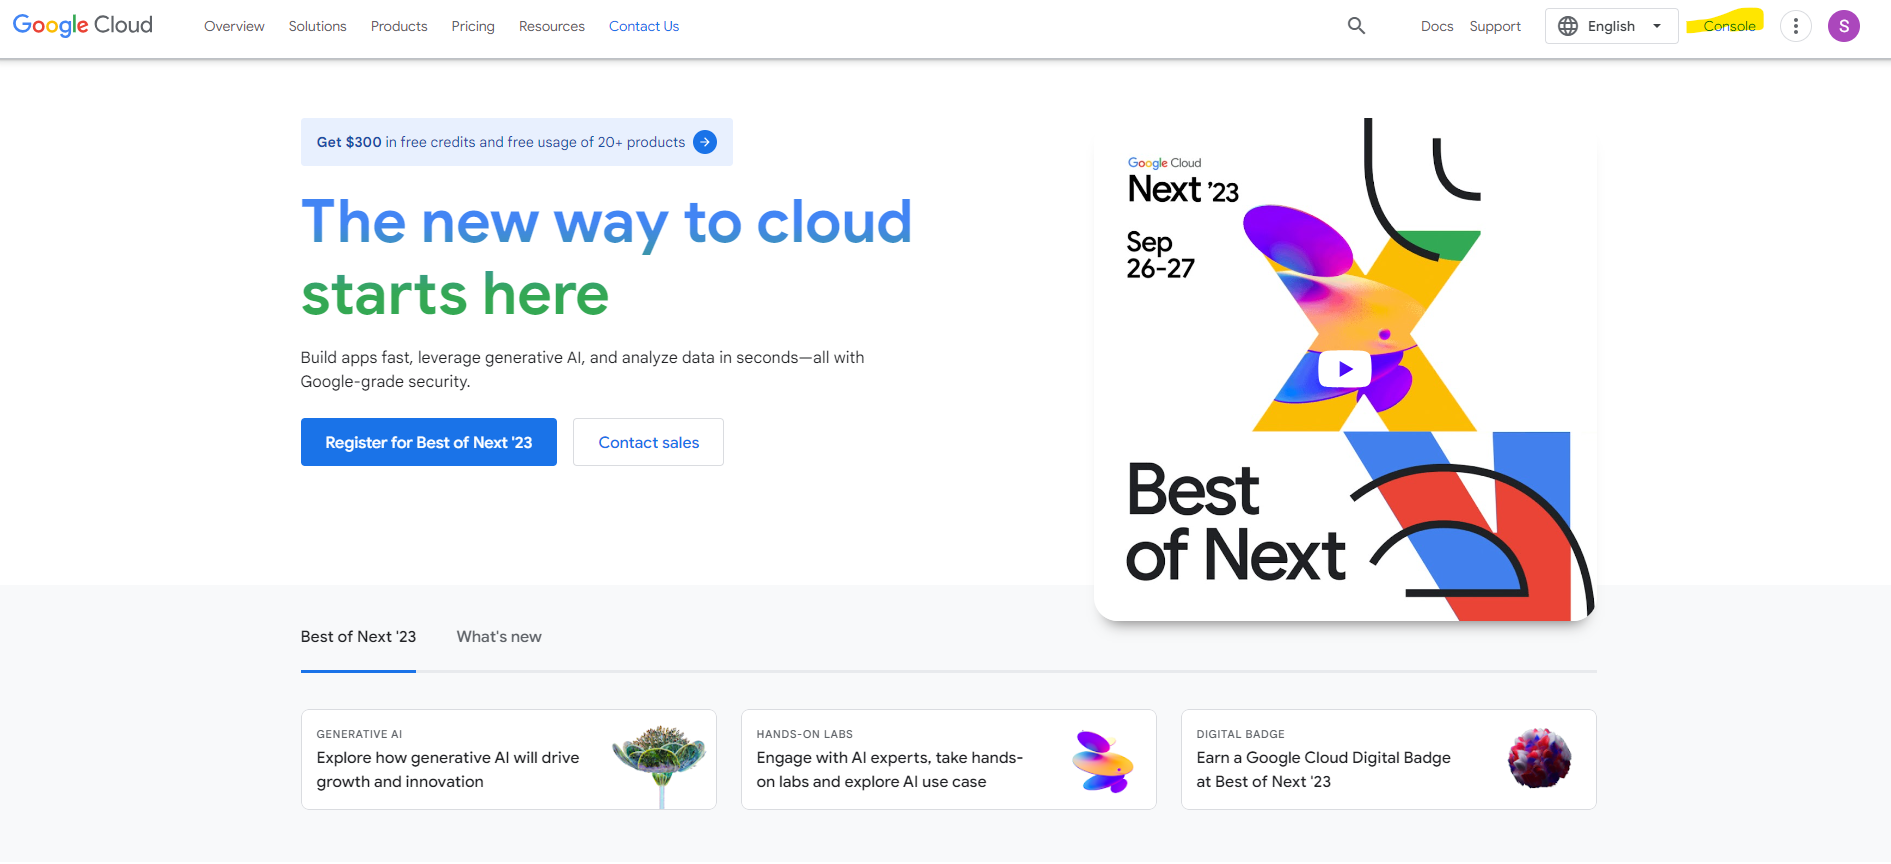 Google Cloud
Overview Solutions Products Pricing Resources Contact Us
Docs Support English Console S
Get $300 in free credits and free usage of 20+ products
The new way to cloud
starts here
Build apps fast, leverage generative AI, and analyze data in seconds—all with
Google-grade security.
Register for Best of Next '23 Contact sales
Google Cloud
Next ’23
Sep
26-27
Best
of Next
Best of Next '23 What's new
GENERATIVE AI
Explore how generative AI will drive
growth and innovation
HANDS-ON LABS
Engage with AI experts, take hands-
on labs and explore AI use case
DIGITAL BADGE
Earn a Google Cloud Digital Badge
at Best of Next '23